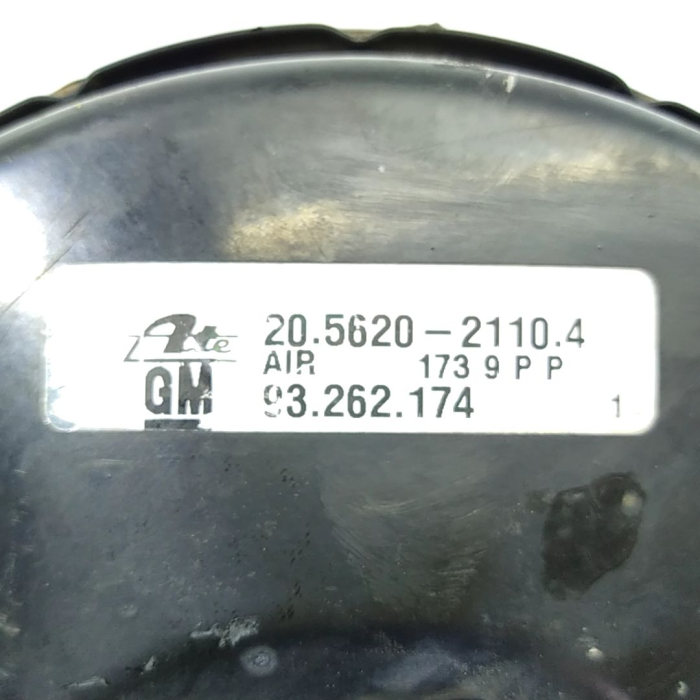 Ate 20.5620-2110.4
AIR 173 9 P P
GM 93.262.174 1